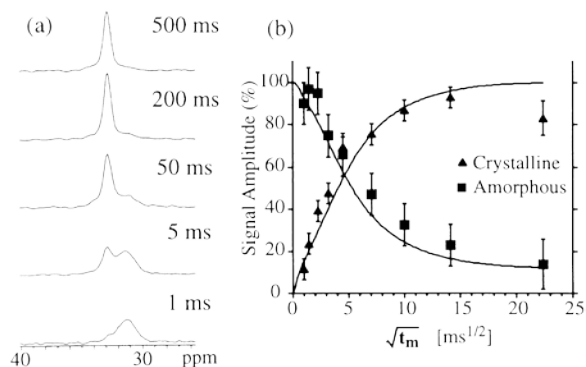 (a)
500 ms
200 ms
50 ms
5 ms
1 ms
40 30 ppm
(b)
Signal Amplitude (%)
100
80
60
40
20
0
Crystalline
Amorphous
0 5 10 15 20 25
√tm [ms1/2]